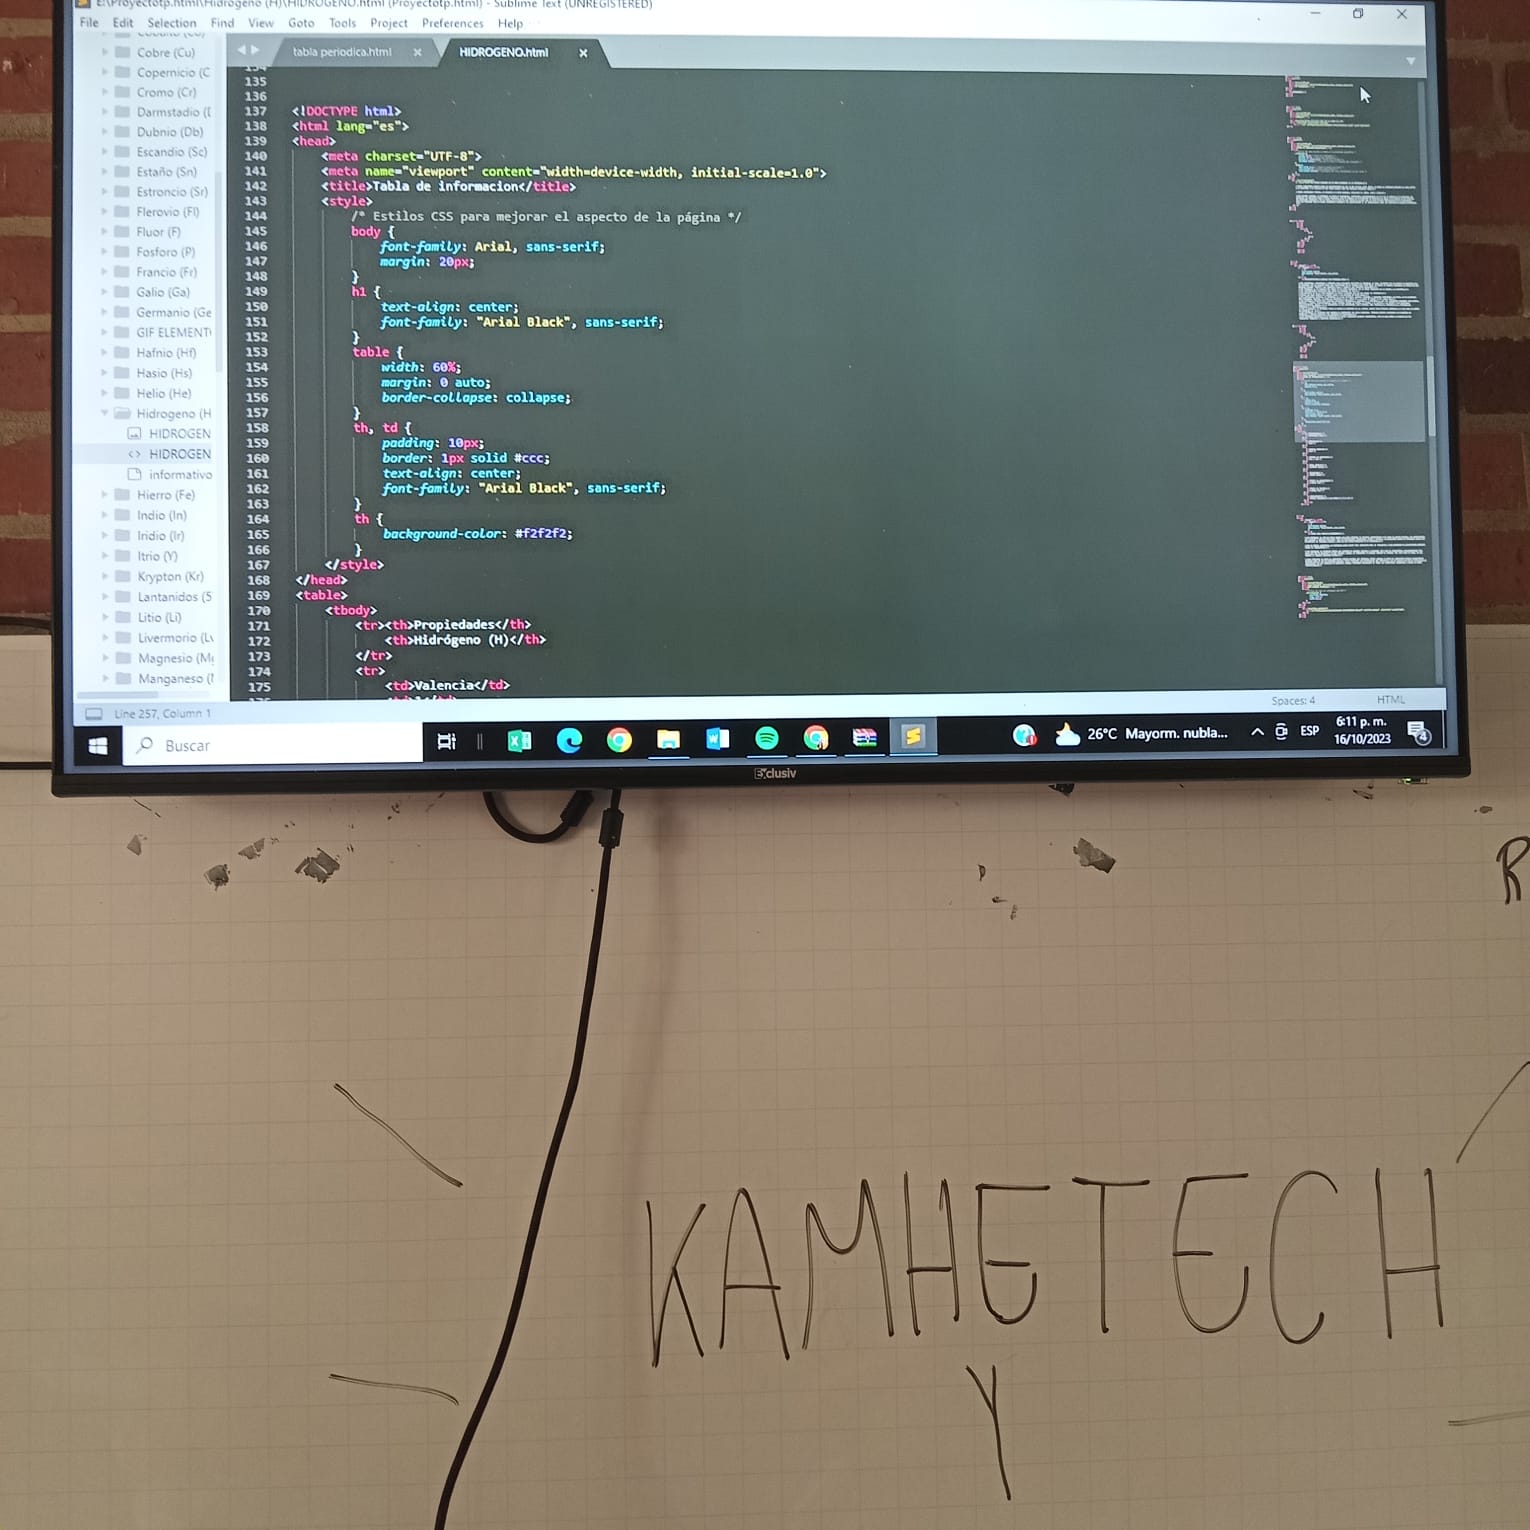 E:\Proyectotp.html\Hidrogeno (H)\HIDROGENO.html (Proyectotp.html) - Sublime Text (UNREGISTERED)
File Edit Selection Find View Goto Tools Project Preferences Help
tabla periodica.html
HIDROGENO.html
Cobre (Cu)
Copernicio (C
Cromo (Cr)
Darmstadio (
Dubnio (Db)
Escandio (Sc)
Estaño (Sn)
Estroncio (Sr)
Flerovio (Fl)
Fluor (F)
Fosforo (P)
Francio (Fr)
Galio (Ga)
Germanio (Ge
GIF ELEMENT
Hafnio (Hf)
Hasio (Hs)
Helio (He)
Hidrogeno (H
HIDROGEN
HIDROGEN
informativo
Hierro (Fe)
Indio (In)
Iridio (Ir)
Itrio (Y)
Krypton (Kr)
Lantanidos (5
Litio (Li)
Livermorio (Lv
Magnesio (M
Manganeso (
135
136
137 <!DOCTYPE html>
138 <html lang="es">
139 <head>
140 <meta charset="UTF-8">
141 <meta name="viewport" content="width=device-width, initial-scale=1.0">
142 <title>Tabla de informacion</title>
143 <style>
144 /* Estilos CSS para mejorar el aspecto de la página */
145 body {
146 font-family: Arial, sans-serif;
147 margin: 20px;
148 }
149 h1 {
150 text-align: center;
151 font-family: "Arial Black", sans-serif;
152 }
153 table {
154 width: 60%;
155 margin: 0 auto;
156 border-collapse: collapse;
157 }
158 th, td {
159 padding: 10px;
160 border: 1px solid #ccc;
161 text-align: center;
162 font-family: "Arial Black", sans-serif;
163 }
164 th {
165 background-color: #f2f2f2;
166 }
167 </style>
168 </head>
169 <table>
170 <tbody>
171 <tr><th>Propiedades</th>
172 <th>Hidrógeno (H)</th>
173 </tr>
174 <tr>
175 <td>Valencia</td>
Line 257, Column 1
Spaces: 4
HTML
Buscar
26°C Mayorm. nubla...
ESP
6:11 p. m.
16/10/2023
4
Exclusiv
R
KAMHETECH
Y